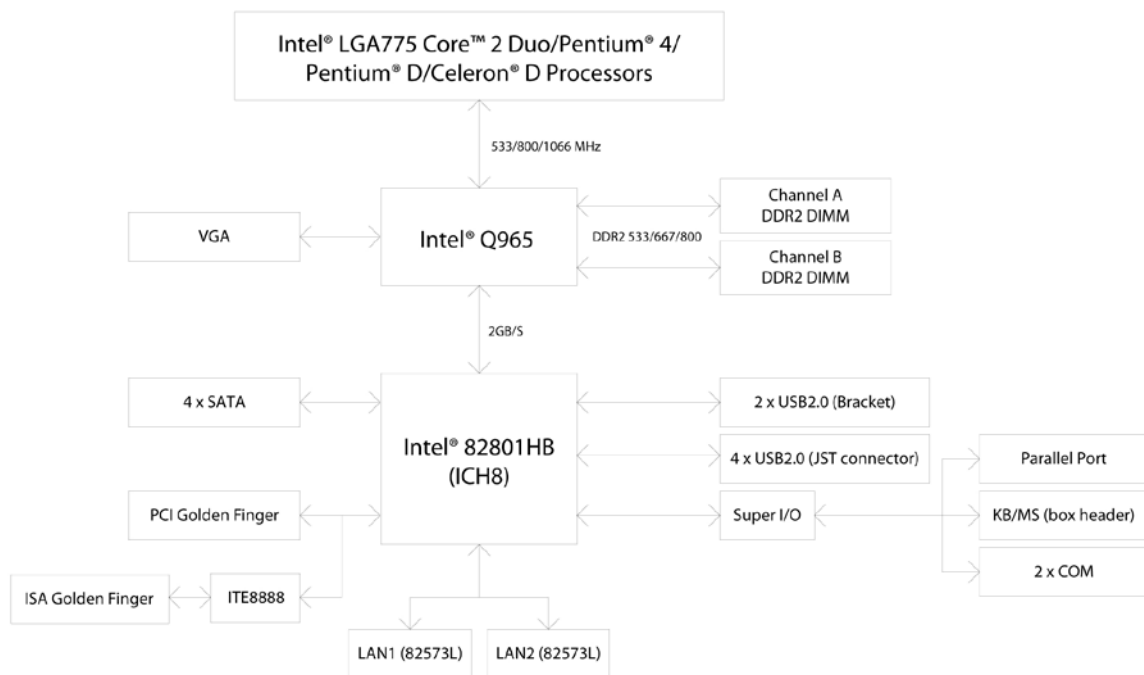 Intel® LGA775 Core™ 2 Duo/Pentium® 4/
Pentium® D/Celeron® D Processors
533/800/1066 MHz
Channel A
DDR2 DIMM
VGA
Intel® Q965
DDR2 533/667/800
Channel B
DDR2 DIMM
2GB/S
4 x SATA
2 x USB2.0 (Bracket)
Intel® 82801HB
(ICH8)
4 x USB2.0 (JST connector)
Parallel Port
PCI Golden Finger
Super I/O
KB/MS (box header)
2 x COM
ISA Golden Finger
ITE8888
LAN1 (82573L)
LAN2 (82573L)